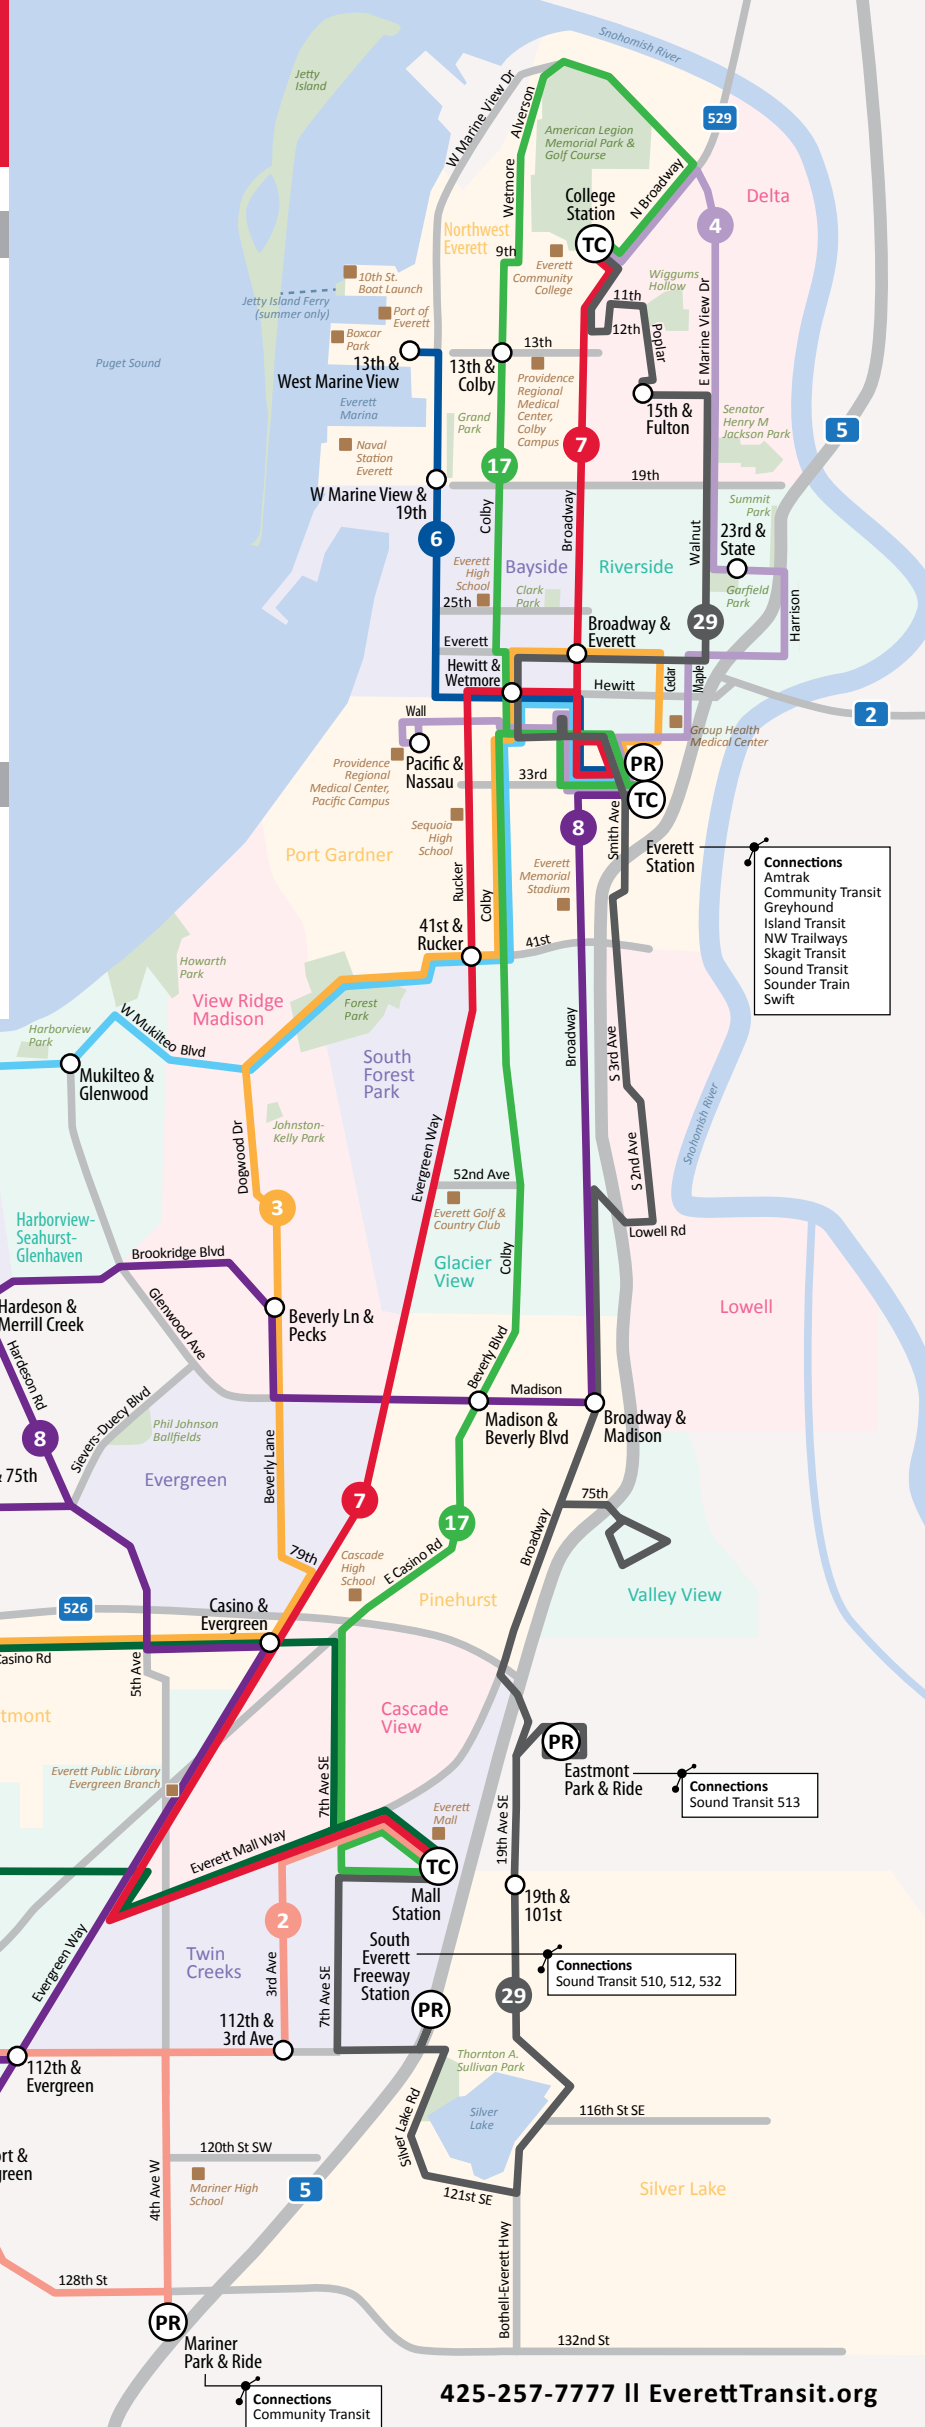 Snohomish River
Jetty
Island
W Marine View Dr
Alverson
529
American Legion
Memorial Park &
Golf Course
Wetmore
N Broadway
Delta
College
Station
TC
4
Northwest
Everett
9th
Everett
Community
College
Wiggums
Hollow
10th St.
Boat Launch
Jetty Island Ferry
(summer only)
Port of
Everett
11th
12th
Poplar
E Marine View Dr
Boxcar
Park
13th
Puget Sound
13th &
West Marine View
13th &
Colby
Providence
Regional
Medical
Center,
Colby
Campus
Everett
Marina
15th &
Fulton
Senator
Henry M
Jackson Park
5
Grand
Park
Naval
Station
Everett
7
17
19th
W Marine View &
19th
Summit
Park
Colby
Broadway
Walnut
23rd &
State
6
Everett
High
School
Bayside
Riverside
Clark
Park
Garfield
Park
Harrison
25th
29
Broadway &
Everett
Everett
Hewitt &
Wetmore
Hewitt
Cedar
Maple
2
Wall
Group Health
Medical Center
Pacific &
Nassau
PR
Providence
Regional
Medical Center,
Pacific Campus
33rd
TC
Sequoia
High
School
8
Smith Ave
Everett
Station
Port Gardner
Everett
Memorial
Stadium
Rucker
Colby
Connections
Amtrak
Community Transit
Greyhound
Island Transit
NW Trailways
Skagit Transit
Sound Transit
Sounder Train
Swift
41st &
Rucker
41st
Howarth
Park
View Ridge
Madison
Forest
Park
W Mukilteo Blvd
Harborview
Park
Mukilteo &
Glenwood
South
Forest
Park
Broadway
S 3rd Ave
Johnston-
Kelly Park
Dogwood Dr
Evergreen Way
S 2nd Ave
Snohomish River
52nd Ave
3
Everett Golf &
Country Club
Harborview-
Seahurst-
Glenhaven
Lowell Rd
Brookridge Blvd
Glacier
View
Colby
Hardeson &
Merrill Creek
Beverly Ln &
Pecks
Lowell
Glenwood Ave
Hardeson Rd
Beverly Blvd
Madison
Sievers-Duecy Blvd
Phil Johnson
Ballfields
Madison &
Beverly Blvd
Broadway &
Madison
8
Beverly Lane
& 75th
Evergreen
7
75th
17
Broadway
79th
Cascade
High
School
E Casino Rd
Pinehurst
Valley View
526
Casino &
Evergreen
Casino Rd
5th Ave
tmont
Cascade
View
PR
Eastmont
Park & Ride
Everett Public Library
Evergreen Branch
7th Ave SE
Connections
Sound Transit 513
Everett
Mall
Everett Mall Way
19th Ave SE
TC
Mall
Station
19th &
101st
2
South
Everett
Freeway
Station
Connections
Sound Transit 510, 512, 532
Evergreen Way
Twin
Creeks
3rd Ave
7th Ave SE
29
PR
112th &
3rd Ave
112th &
Evergreen
Thornton A.
Sullivan Park
Silver
Lake
Silver Lake Rd
116th St SE
120th St SW
rt &
green
4th Ave W
Mariner High
School
5
121st SE
Silver Lake
Bothell-Everett Hwy
128th St
PR
Mariner
Park & Ride
132nd St
Connections
Community Transit
425-257-7777 ll EverettTransit.org